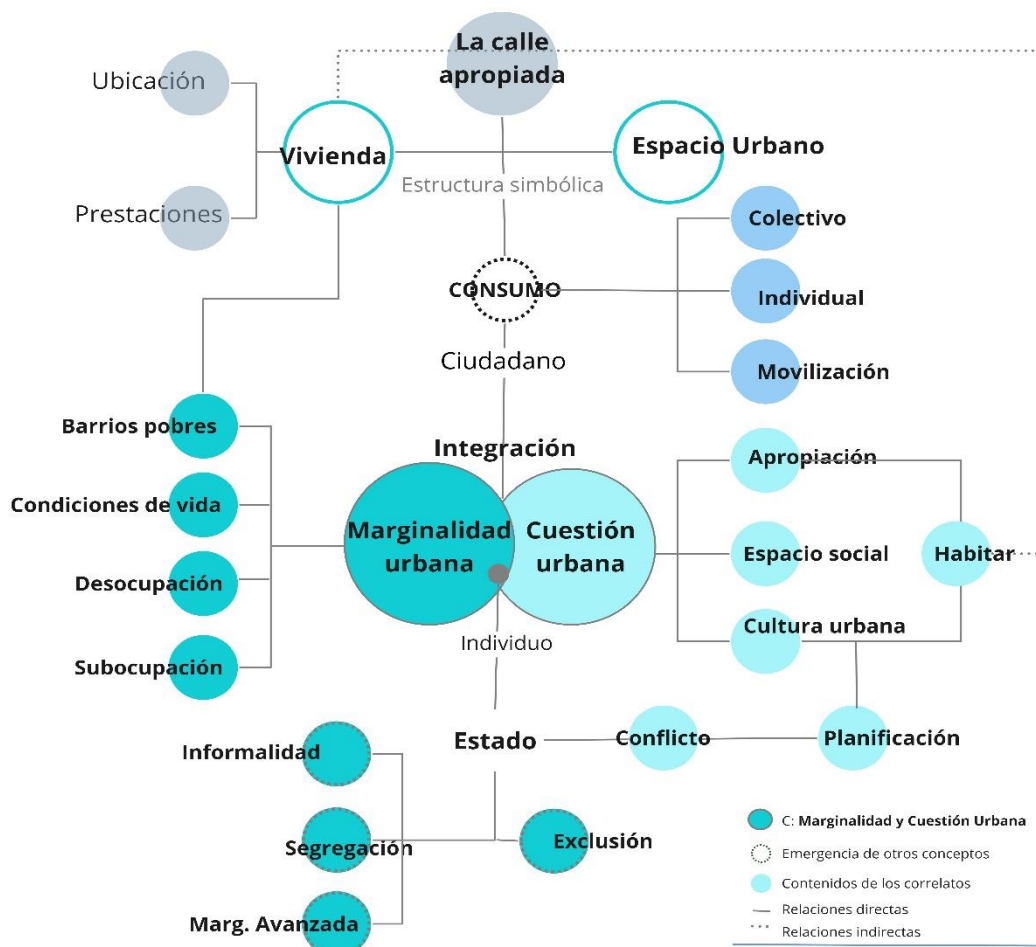 La calle
apropiada
Ubicación
Vivienda
Espacio Urbano
Estructura simbólica
Prestaciones
Colectivo
CONSUMO
Individual
Ciudadano
Movilización
Barrios pobres
Integración
Apropiación
Condiciones de vida
Marginalidad
urbana
Cuestión
urbana
Espacio social
Habitar
Desocupación
Individuo
Cultura urbana
Subocupación
Estado
Conflicto
Planificación
Informalidad
Segregación
Exclusión
Marg. Avanzada
C: Marginalidad y Cuestión Urbana
Emergencia de otros conceptos
Contenidos de los correlatos
Relaciones directas
Relaciones indirectas